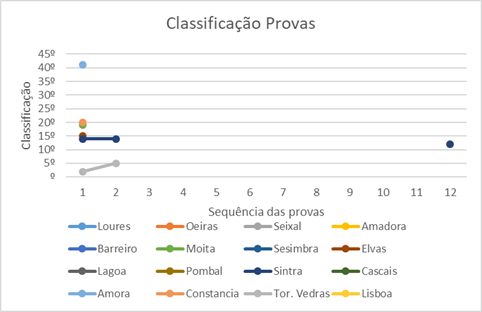 Classificação Provas
45º
40º
35º
30º
25º
20º
15º
10º
5º
º
Classificação
1 2 3 4 5 6 7 8 9 10 11 12
Sequência das provas
Loures Oeiras Seixal Amadora
Barreiro Moita Sesimbra Elvas
Lagoa Pombal Sintra Cascais
Amora Constancia Tor. Vedras Lisboa